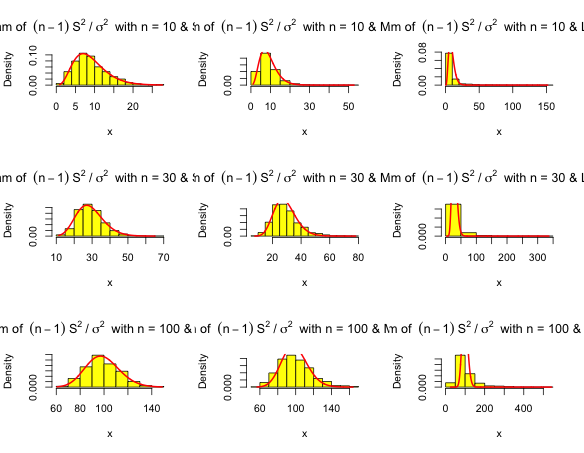 of (n − 1) S² / σ² with n = 10 &
Density
0.00 0.10
0 5 10 20
x
of (n − 1) S² / σ² with n = 10 &
Density
0.00
0 10 30 50
x
of (n − 1) S² / σ² with n = 10 &
Density
0.00 0.08
0 50 100 150
x
of (n − 1) S² / σ² with n = 30 &
Density
0.00
10 30 50 70
x
of (n − 1) S² / σ² with n = 30 &
Density
0.00
20 40 60 80
x
of (n − 1) S² / σ² with n = 30 &
Density
0.000
0 100 200 300
x
of (n − 1) S² / σ² with n = 100 &
Density
0.000
60 80 100 140
x
of (n − 1) S² / σ² with n = 100 &
Density
0.000
60 100 140
x
of (n − 1) S² / σ² with n = 100 &
Density
0.000
0 200 400
x